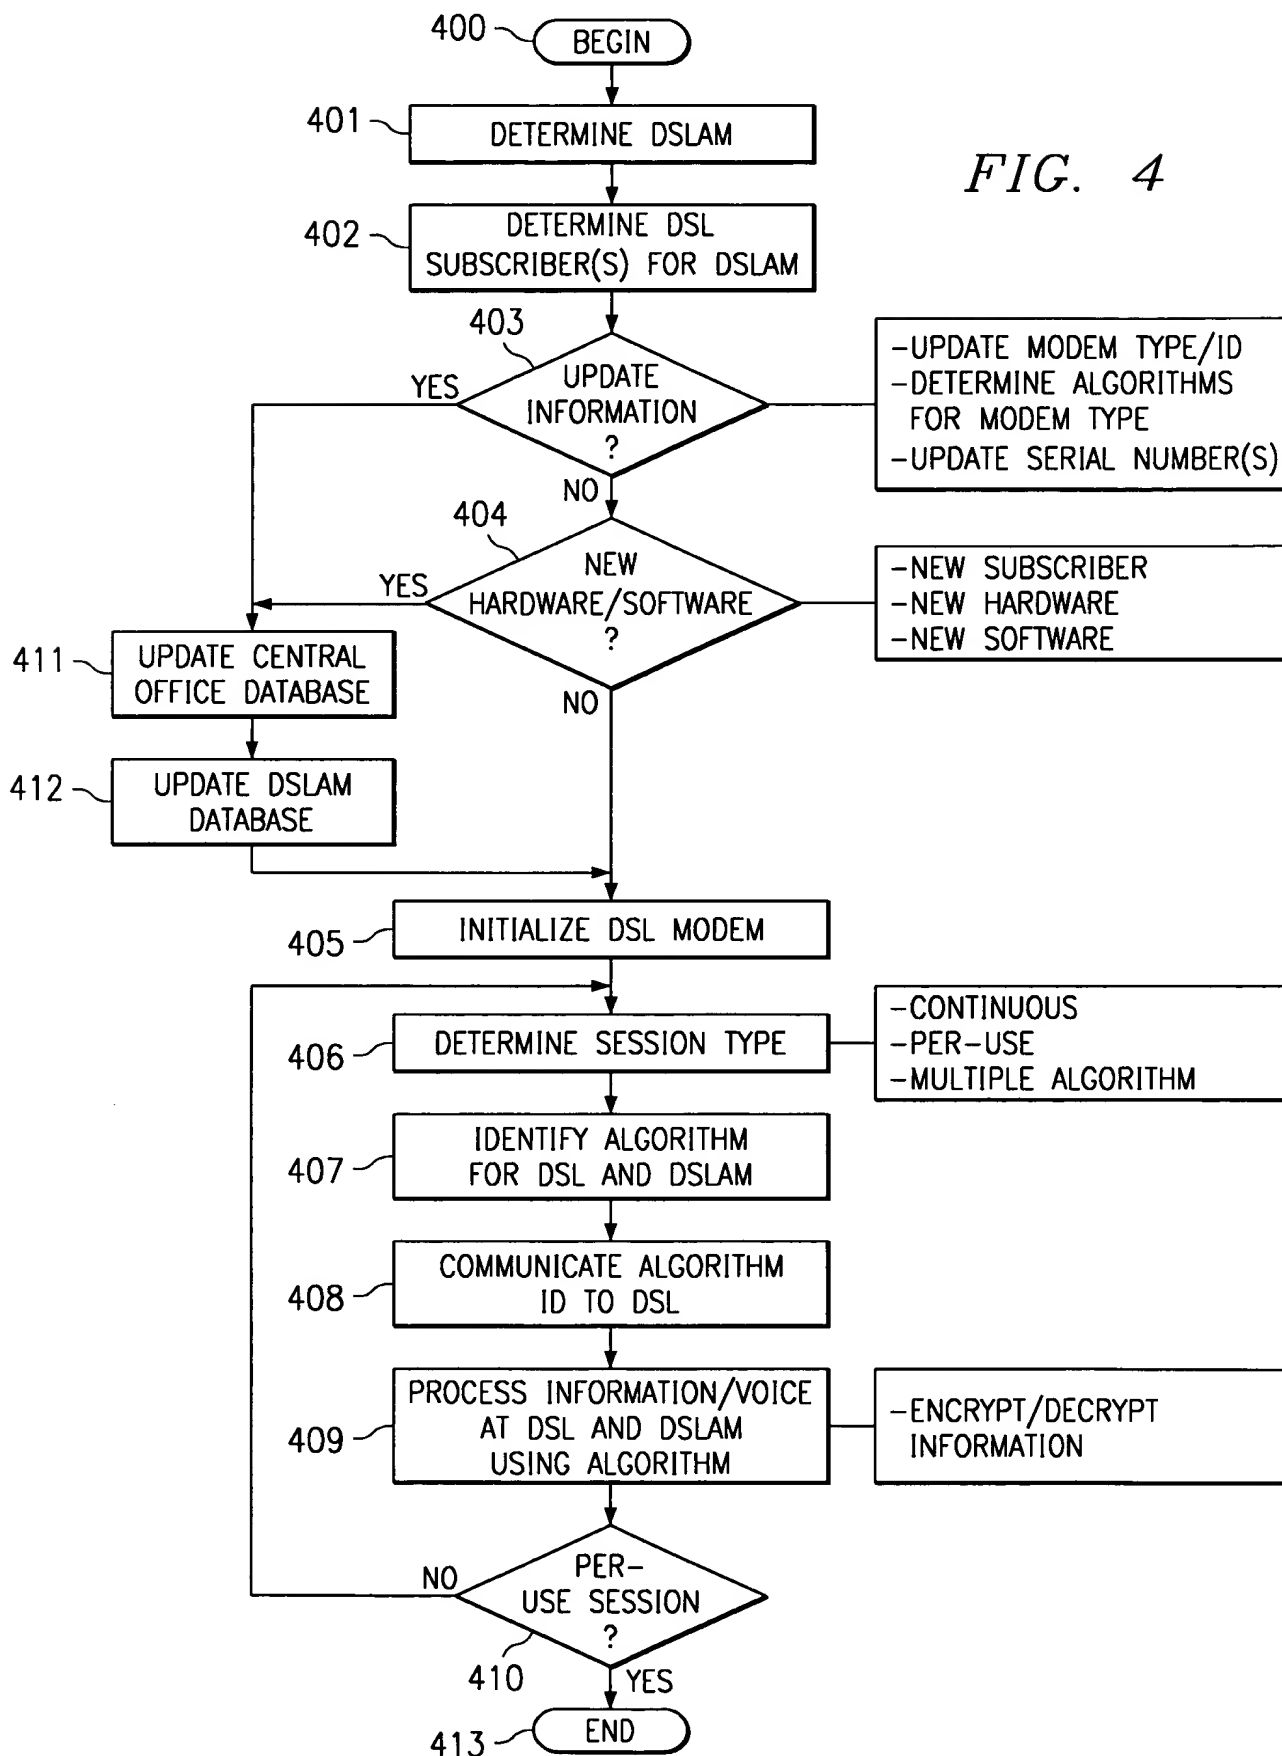 400
BEGIN
401
DETERMINE DSLAM
FIG. 4
402
DETERMINE DSL
SUBSCRIBER(S) FOR DSLAM
403
YES
UPDATE
INFORMATION
?
NO
-UPDATE MODEM TYPE/ID
-DETERMINE ALGORITHMS
FOR MODEM TYPE
-UPDATE SERIAL NUMBER(S)
404
YES
NEW
HARDWARE/SOFTWARE
?
NO
-NEW SUBSCRIBER
-NEW HARDWARE
-NEW SOFTWARE
411
UPDATE CENTRAL
OFFICE DATABASE
412
UPDATE DSLAM
DATABASE
405
INITIALIZE DSL MODEM
406
DETERMINE SESSION TYPE
-CONTINUOUS
-PER-USE
-MULTIPLE ALGORITHM
407
IDENTIFY ALGORITHM
FOR DSL AND DSLAM
408
COMMUNICATE ALGORITHM
ID TO DSL
409
PROCESS INFORMATION/VOICE
AT DSL AND DSLAM
USING ALGORITHM
-ENCRYPT/DECRYPT
INFORMATION
NO
PER-
USE SESSION
?
410
YES
413
END